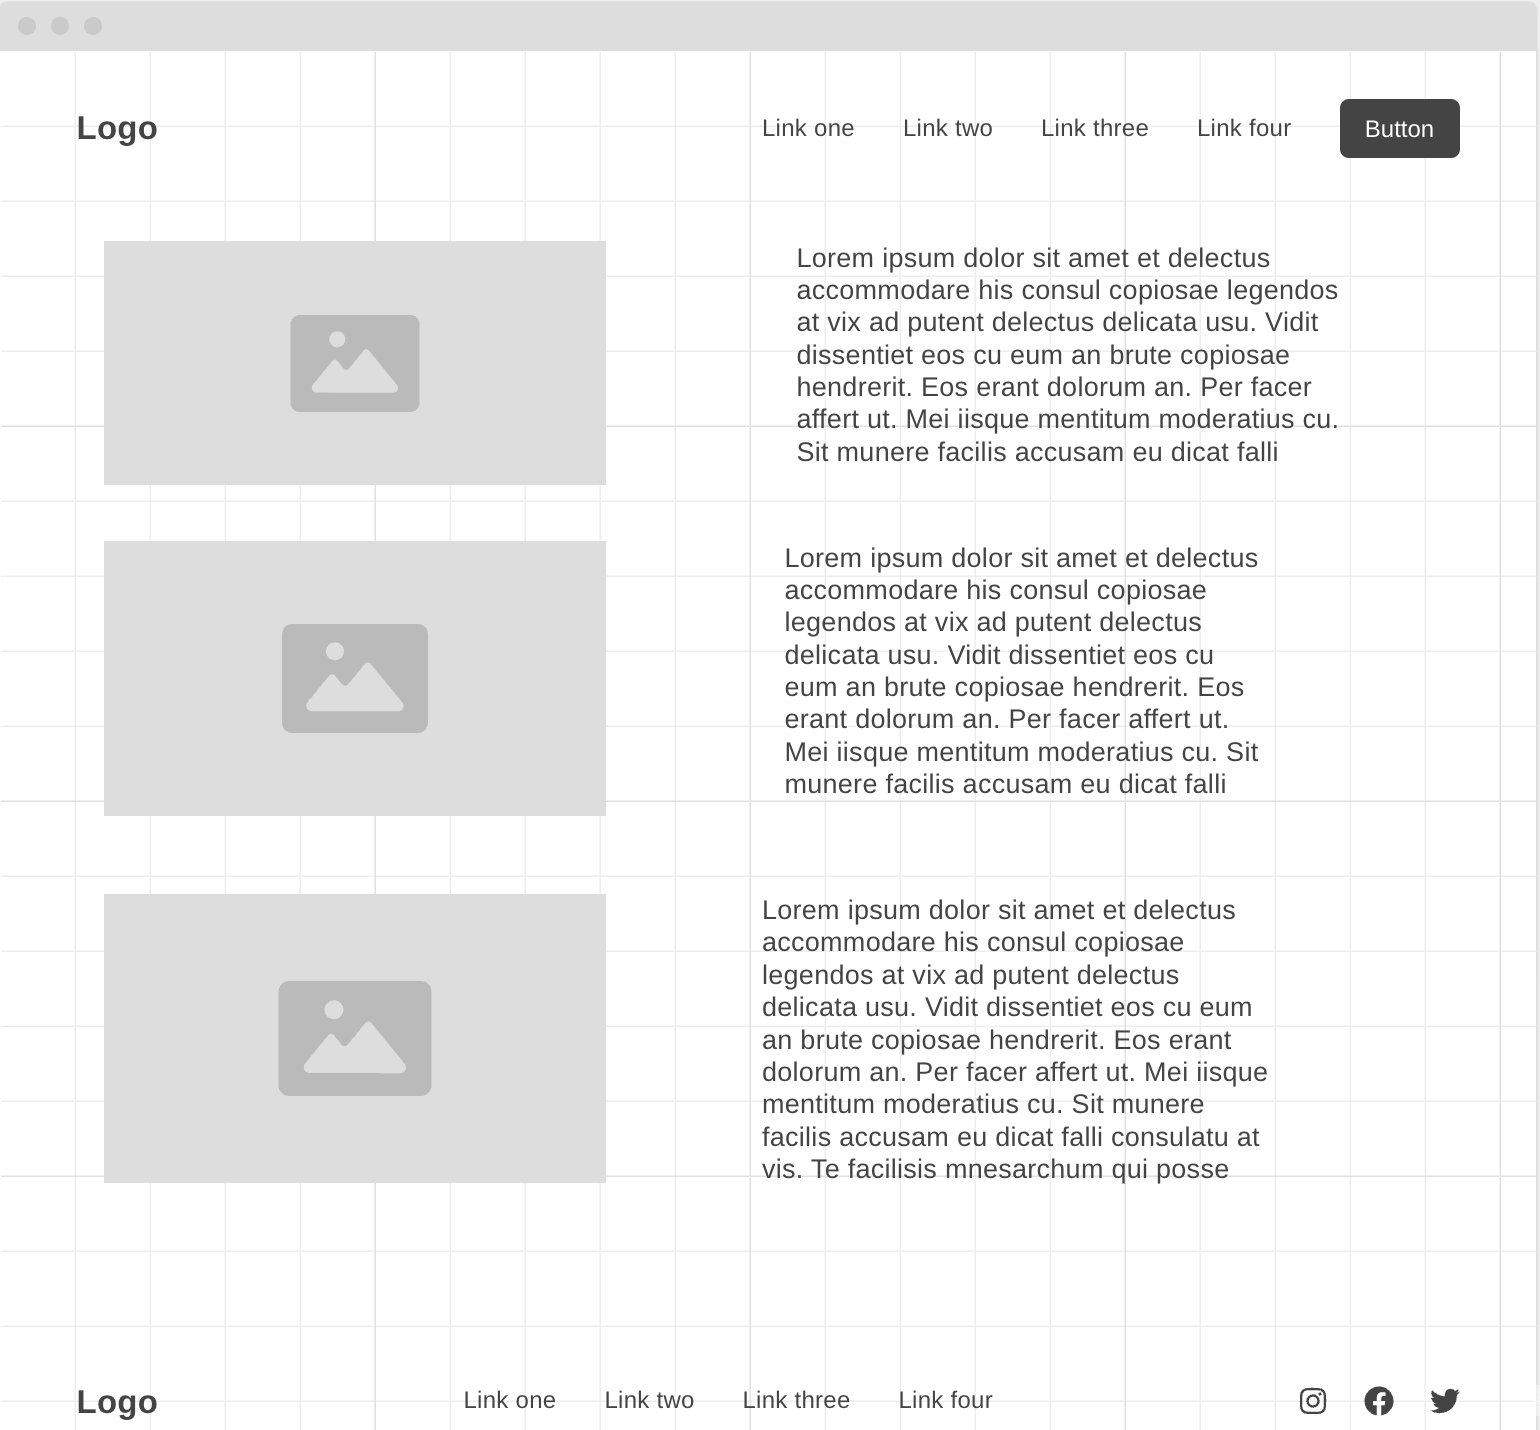 Logo
Link one Link two Link three Link four Button
Lorem ipsum dolor sit amet et delectus
accommodare his consul copiosae legendos
at vix ad putent delectus delicata usu. Vidit
dissentiet eos cu eum an brute copiosae
hendrerit. Eos erant dolorum an. Per facer
affert ut. Mei iisque mentitum moderatius cu.
Sit munere facilis accusam eu dicat falli
Lorem ipsum dolor sit amet et delectus
accommodare his consul copiosae
legendos at vix ad putent delectus
delicata usu. Vidit dissentiet eos cu
eum an brute copiosae hendrerit. Eos
erant dolorum an. Per facer affert ut.
Mei iisque mentitum moderatius cu. Sit
munere facilis accusam eu dicat falli
Lorem ipsum dolor sit amet et delectus
accommodare his consul copiosae
legendos at vix ad putent delectus
delicata usu. Vidit dissentiet eos cu eum
an brute copiosae hendrerit. Eos erant
dolorum an. Per facer affert ut. Mei iisque
mentitum moderatius cu. Sit munere
facilis accusam eu dicat falli consulatu at
vis. Te facilisis mnesarchum qui posse
Logo
Link one Link two Link three Link four